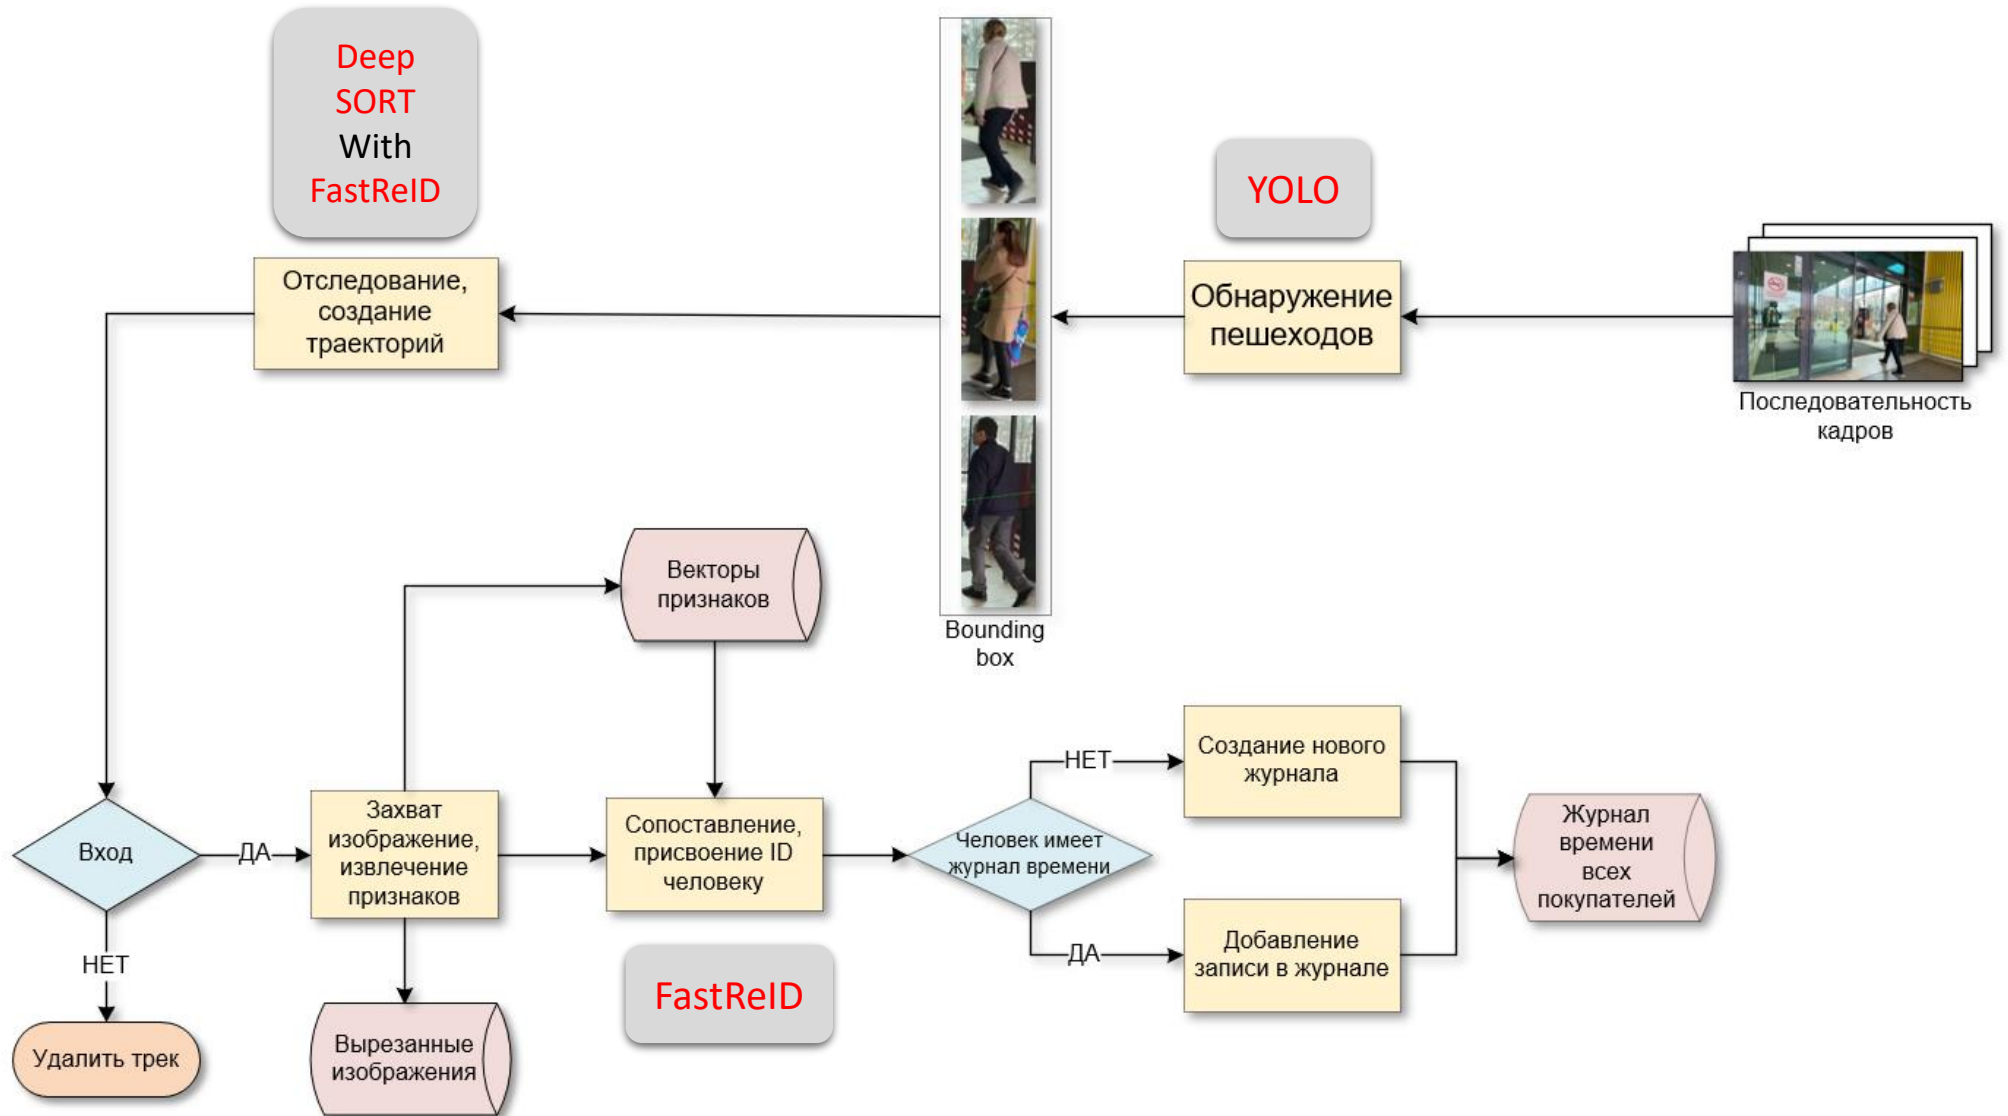 Deep
SORT
With
FastReID
YOLO
Отследование,
создание
траекторий
Обнаружение
пешеходов
Последовательность
кадров
Bounding
box
Векторы
признаков
Вход
ДА
НЕТ
Удалить трек
Захват
изображение,
извлечение
признаков
Вырезанные
изображения
Сопоставление,
присвоение ID
человеку
FastReID
Человек имеет
журнал времени
НЕТ
ДА
Создание нового
журнала
Добавление
записи в журнале
Журнал
времени
всех
покупателей